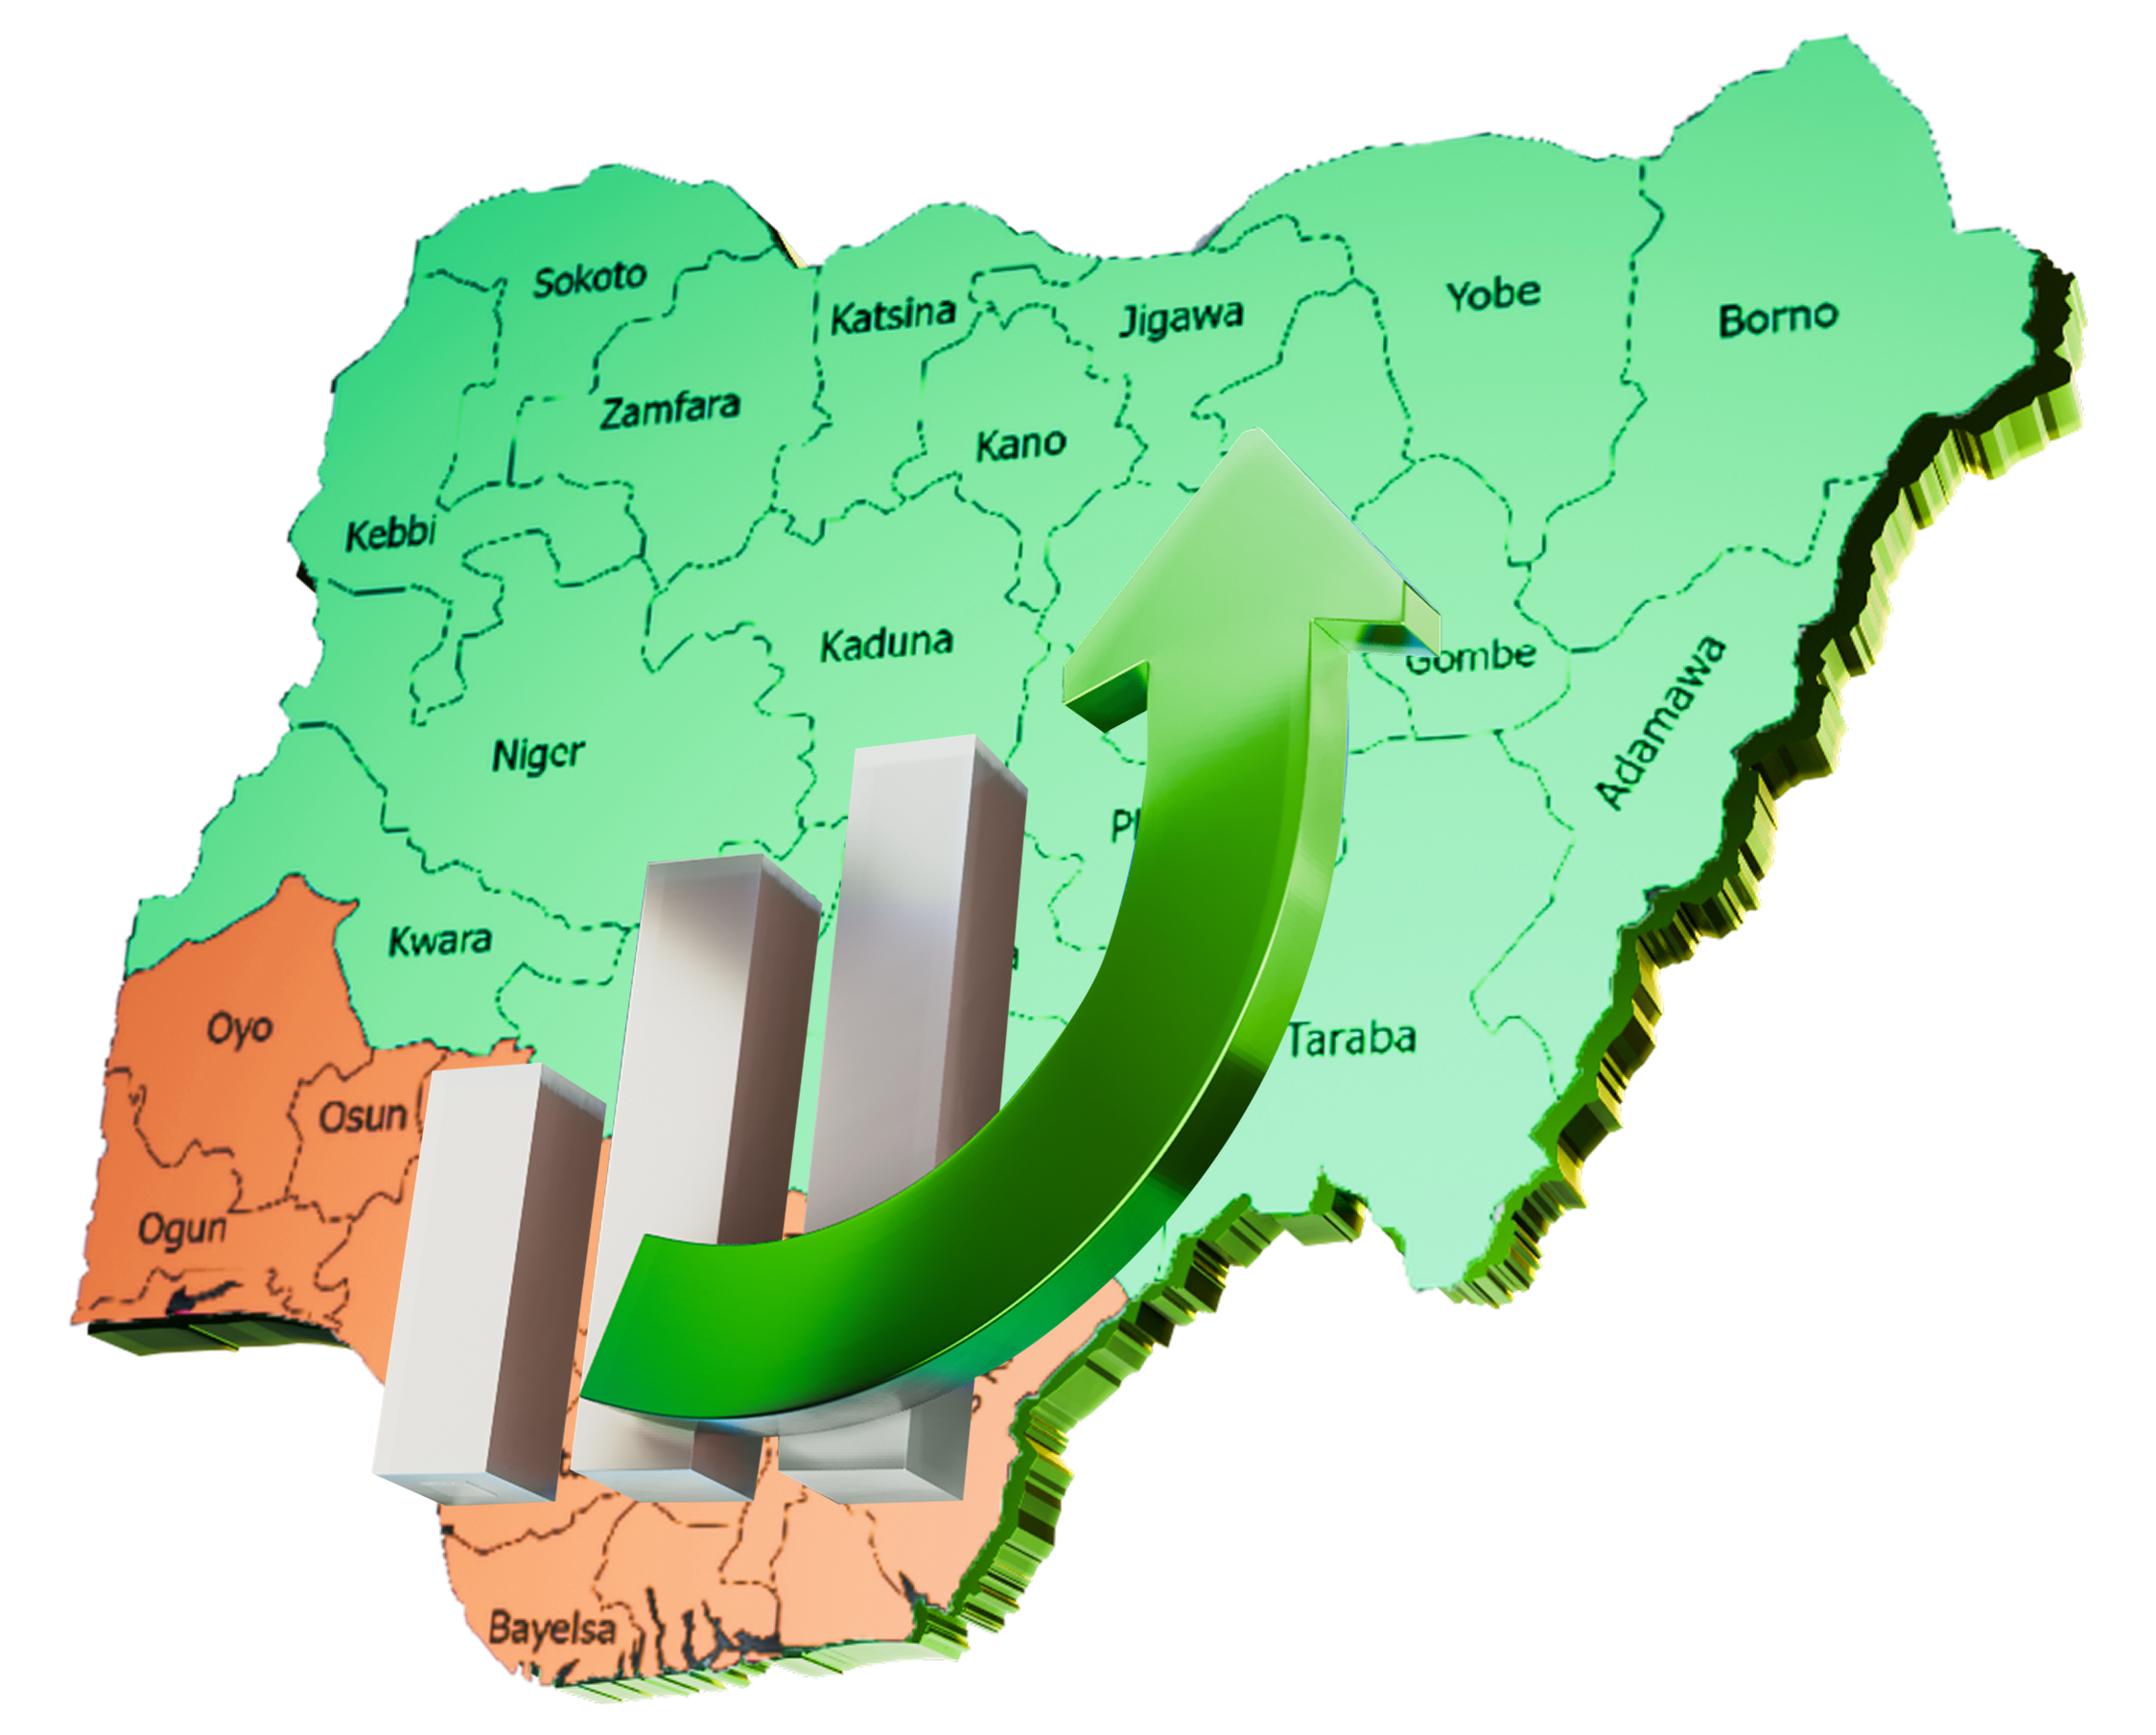 Sokoto
Katsina
Jigawa
Yobe
Borno
Zamfara
Kano
Kebbi
Kaduna
Gombe
Adamawa
Niger
Pl
Kwara
a
Oyo
Taraba
Osun
Ogun
Bayelsa